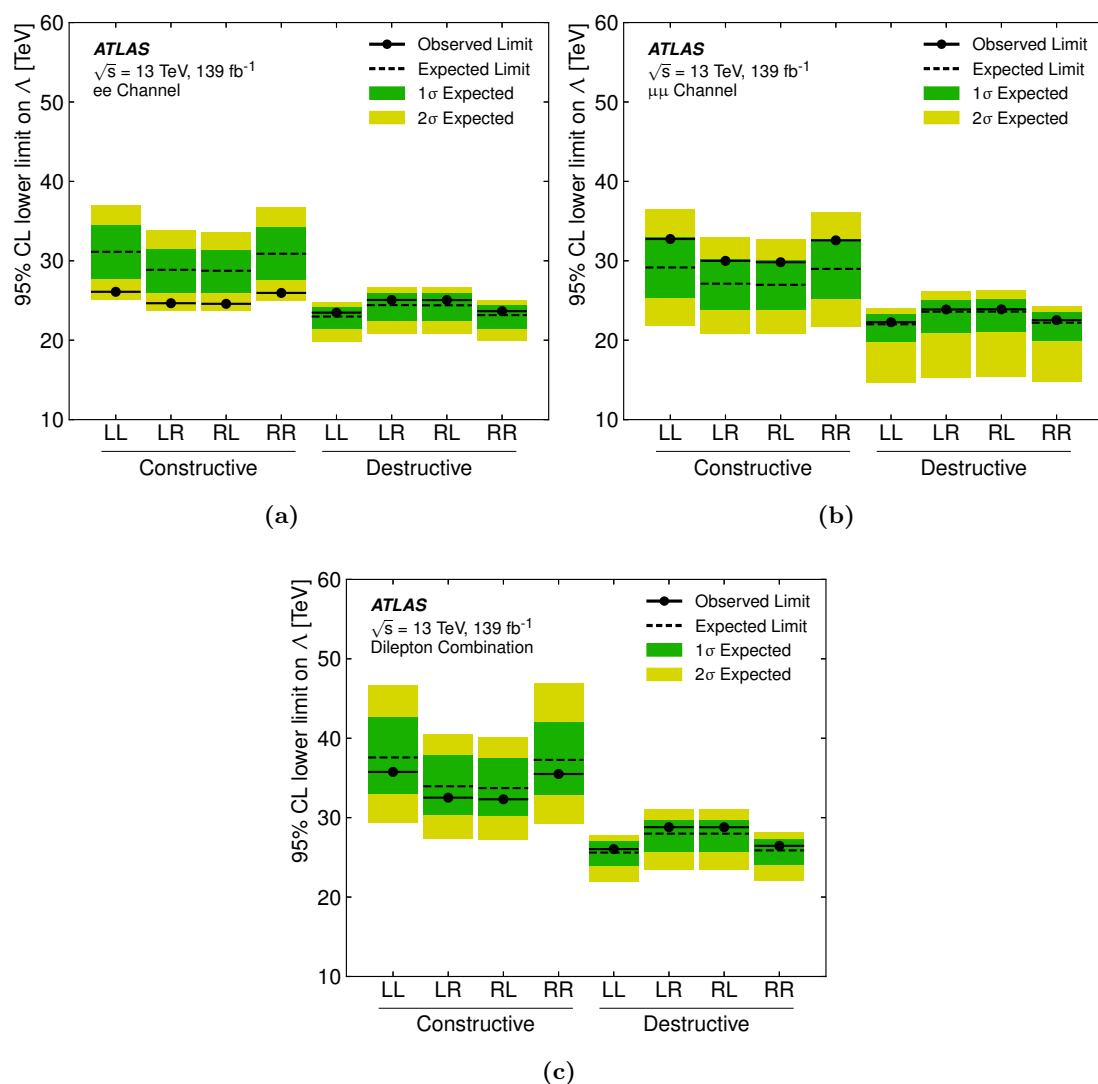 60
50
40
30
20
10
95% CL lower limit on Λ [TeV]
ATLAS
√s = 13 TeV, 139 fb⁻¹
ee Channel
Observed Limit
Expected Limit
1σ Expected
2σ Expected
LL LR RL RR LL LR RL RR
Constructive Destructive
(a)
60
50
40
30
20
10
95% CL lower limit on Λ [TeV]
ATLAS
√s = 13 TeV, 139 fb⁻¹
μμ Channel
Observed Limit
Expected Limit
1σ Expected
2σ Expected
LL LR RL RR LL LR RL RR
Constructive Destructive
(b)
60
50
40
30
20
10
95% CL lower limit on Λ [TeV]
ATLAS
√s = 13 TeV, 139 fb⁻¹
Dilepton Combination
Observed Limit
Expected Limit
1σ Expected
2σ Expected
LL LR RL RR LL LR RL RR
Constructive Destructive
(c)